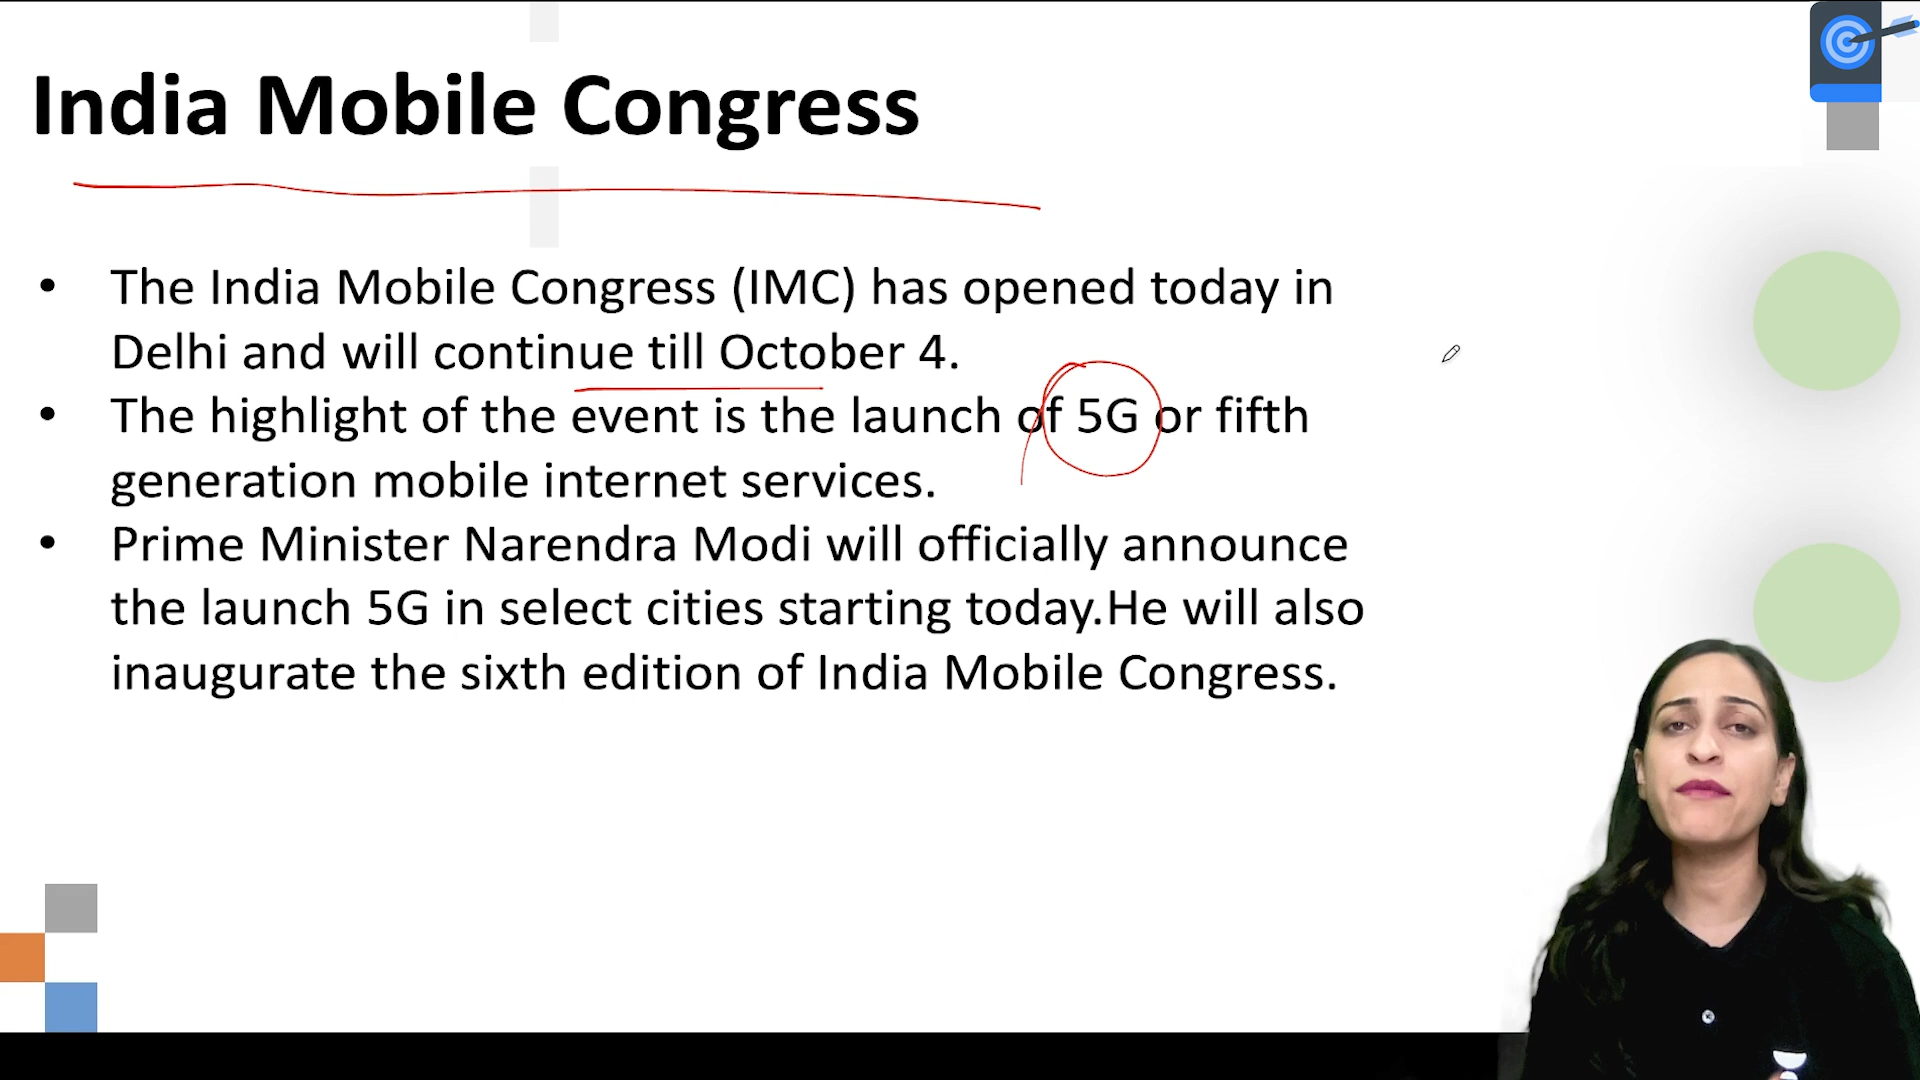 India Mobile Congress
• The India Mobile Congress (IMC) has opened today in
Delhi and will continue till October 4.
• The highlight of the event is the launch of 5G or fifth
generation mobile internet services.
• Prime Minister Narendra Modi will officially announce
the launch 5G in select cities starting today.He will also
inaugurate the sixth edition of India Mobile Congress.